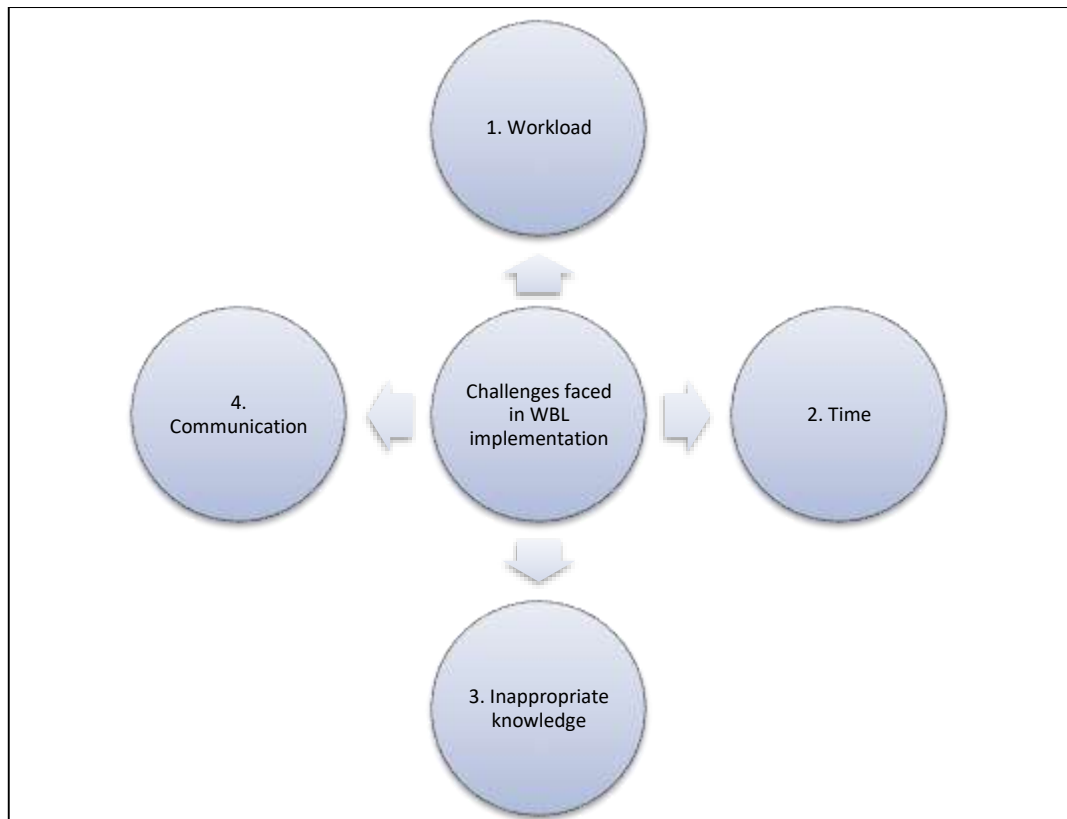 1. Workload
Challenges faced
in WBL
implementation
2. Time
3. Inappropriate
knowledge
4.
Communication